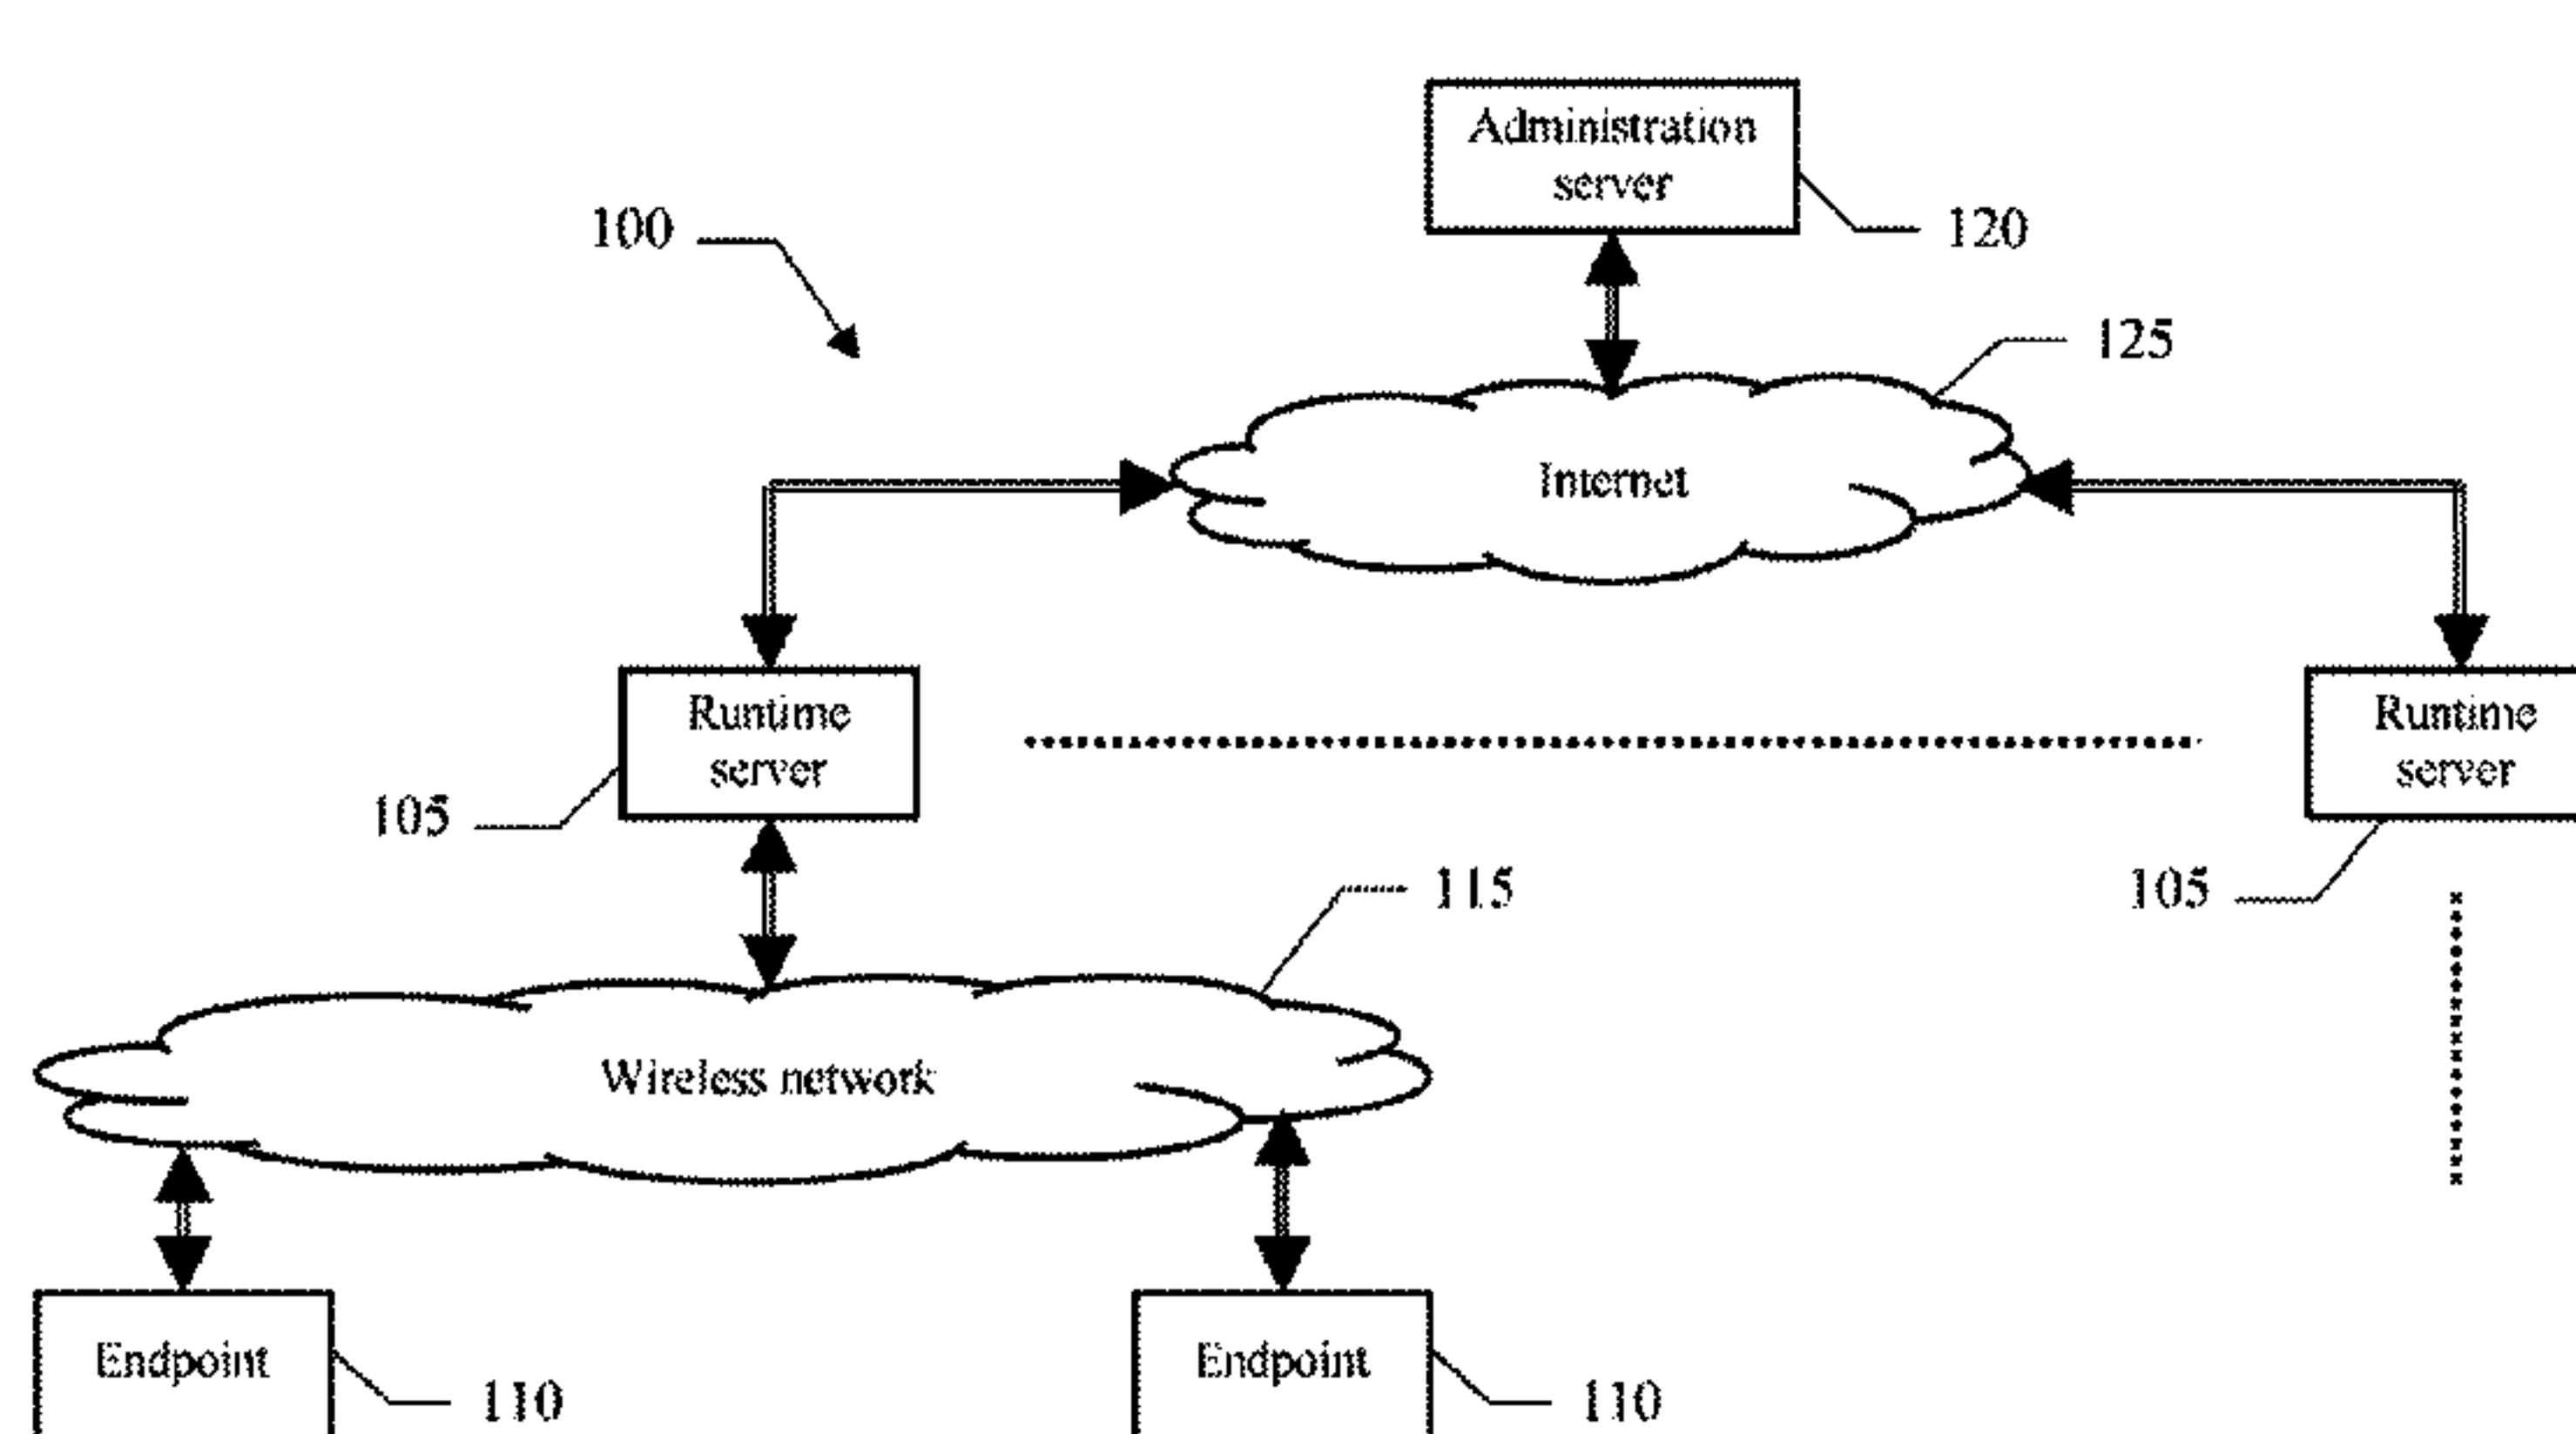 Administration
server
100
120
125
Internet
Runtime
server
Runtime
server
105
115
105
Wireless network
Endpoint
110
Endpoint
110